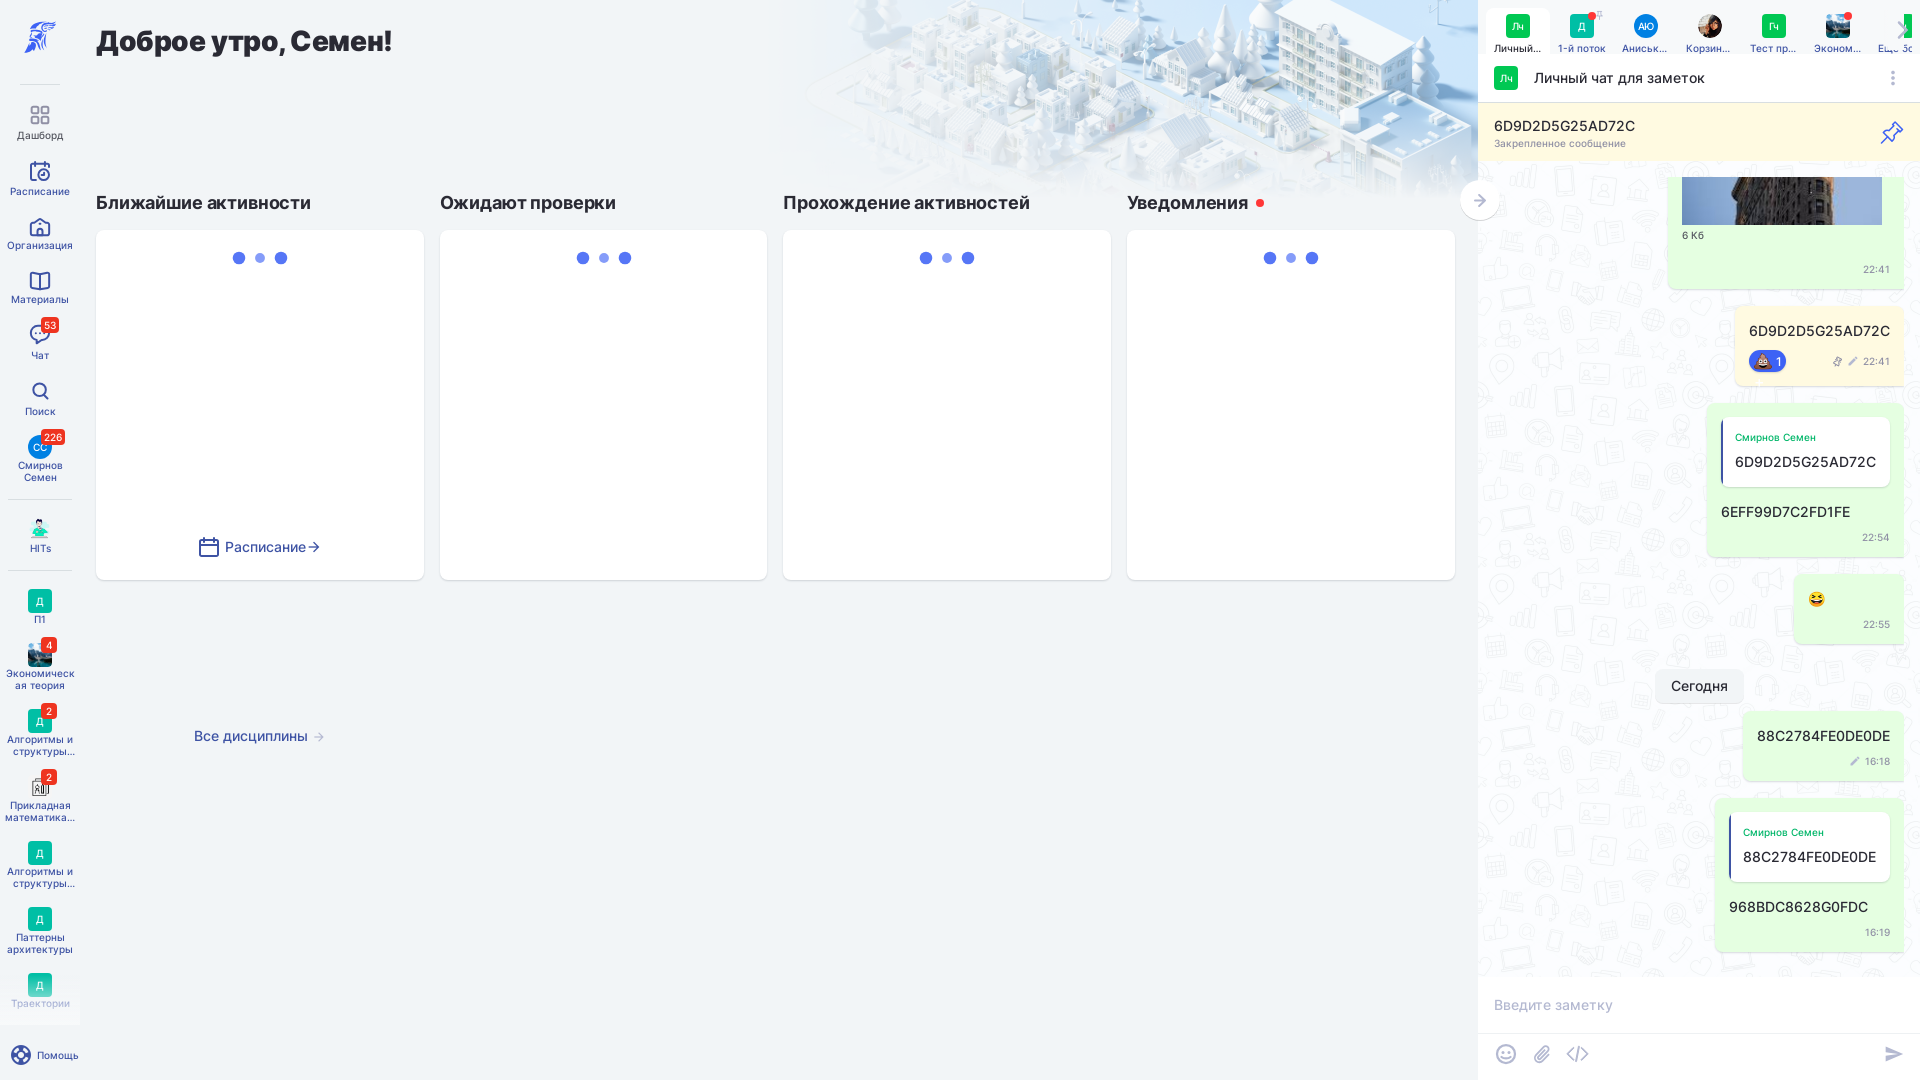 Доброе утро, Семен!
Дашборд
Расписание
Организация
Материалы
53
Чат
Поиск
СС
226
Смирнов
Семен
HITs
Д
П1
4
Экономическ
ая теория
Д
2
Алгоритмы и
структуры...
2
Прикладная
математика...
Д
Алгоритмы и
структуры...
Д
Паттерны
архитектуры
Д
Траектории
Помощь
Ближайшие активности
Ожидают проверки
Прохождение активностей
Уведомления
Расписание
Все дисциплины
Лч
Личный...
Д
1-й поток
АЮ
Аниськ...
Корзин...
Гч
Тест пр...
Эконом...
Лч
Личный чат для заметок
6D9D2D5G25AD72C
Закрепленное сообщение
6 Кб
22:41
6D9D2D5G25AD72C
1
22:41
Смирнов Семен
6D9D2D5G25AD72C
6EFF99D7C2FD1FE
22:54
22:55
Сегодня
88C2784FE0DE0DE
16:18
Смирнов Семен
88C2784FE0DE0DE
968BDC8628G0FDC
16:19
Введите заметку